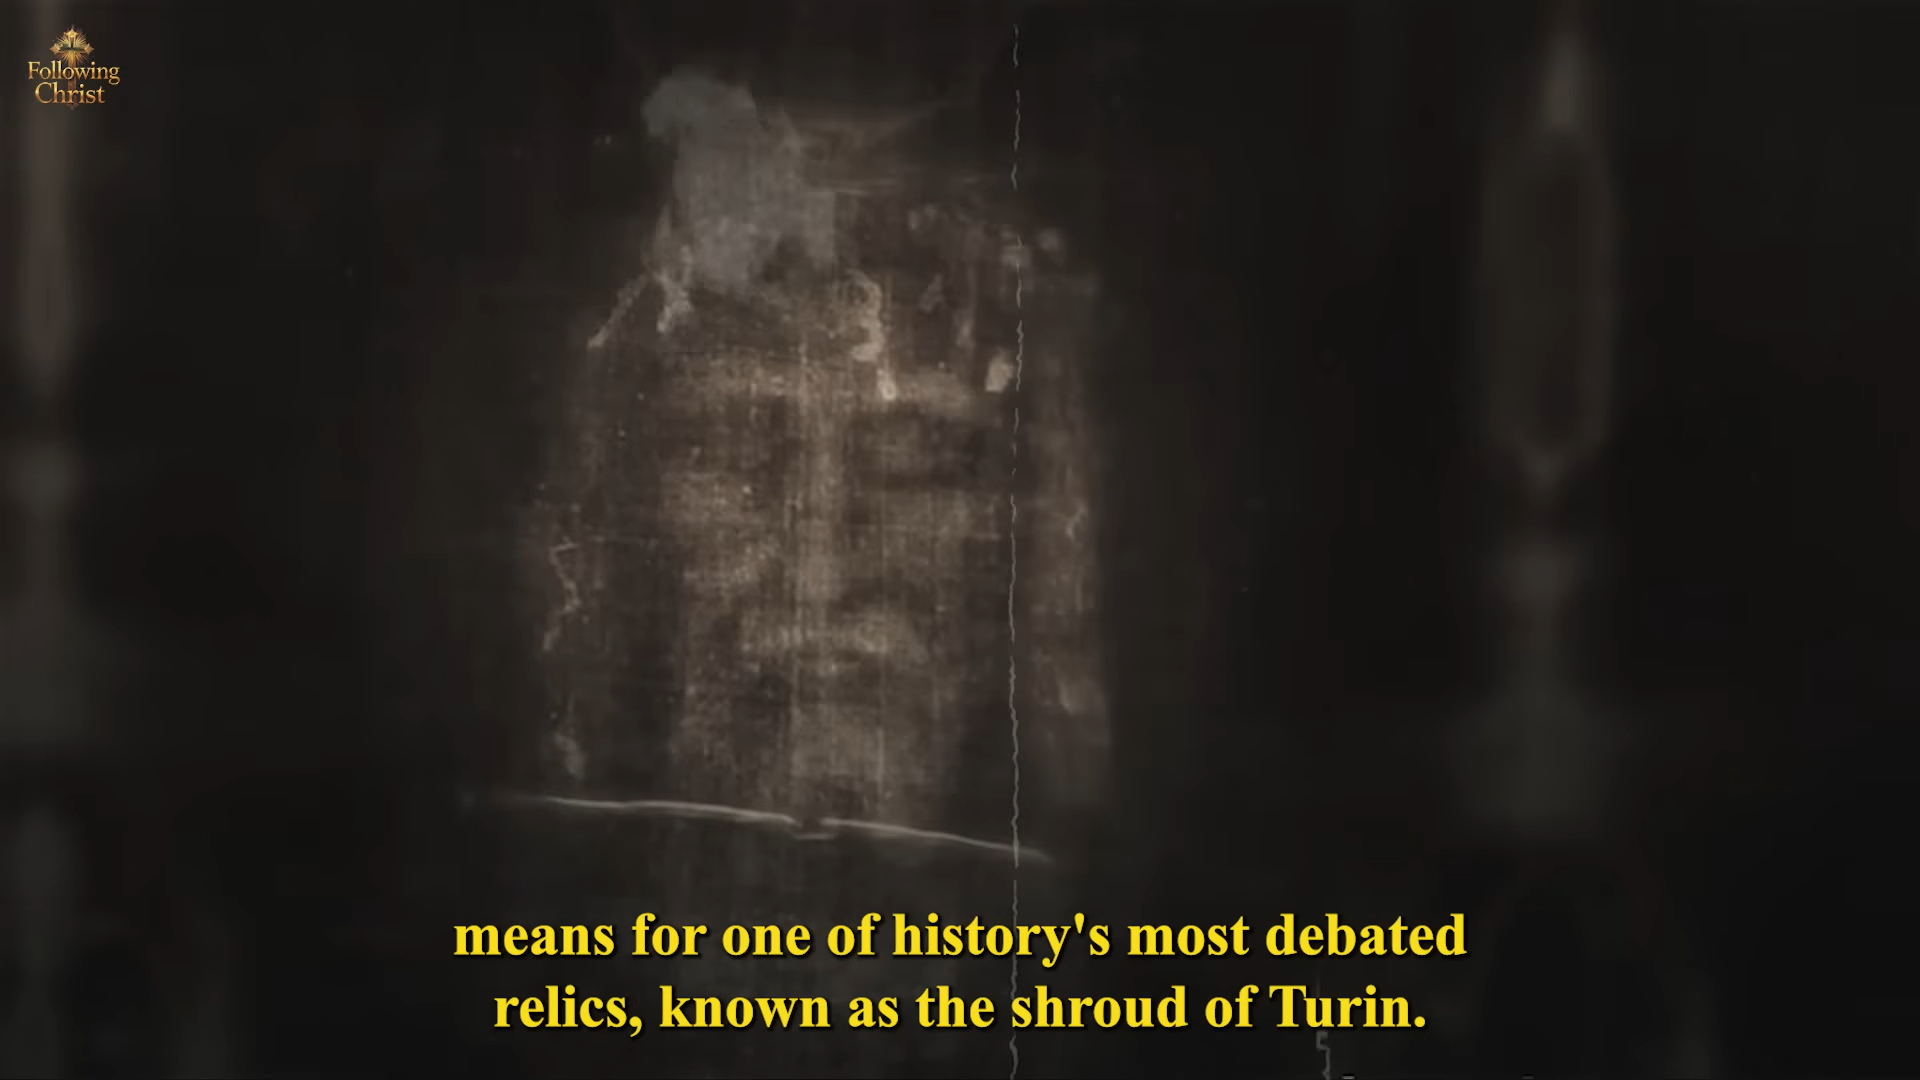 Following
Christ
means for one of history's most debated
relics, known as the shroud of Turin.